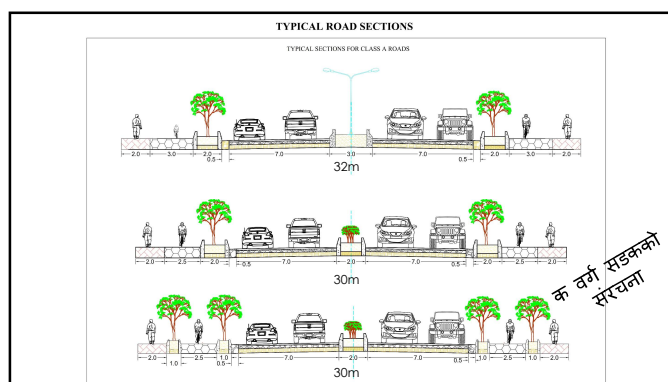 TYPICAL ROAD SECTIONS
TYPICAL SECTIONS FOR CLASS A ROADS
2.0 3.0 2.0 0.5 7.0 3.0 7.0 0.5 2.0 3.0 2.0
32m
2.0 2.5 2.0 0.5 7.0 2.0 7.0 0.5 2.0 2.5 2.0
30m
क वर्ग सडकको
संरचना
2.0 1.0 2.5 1.0 0.5 7.0 2.0 7.0 0.5 1.0 2.5 1.0 2.0
30m